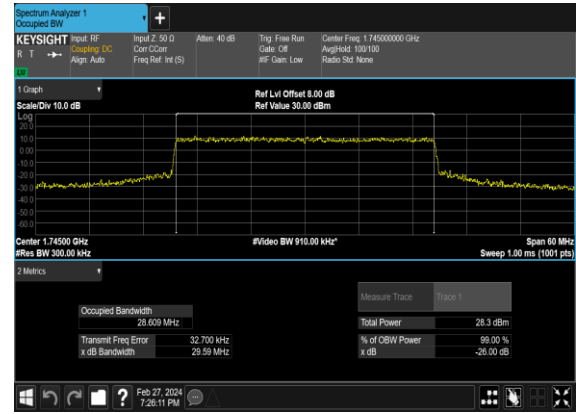 Spectrum Analyzer 1
Occupied BW
+
KEYSIGHT Input: RF Input Z: 50 Ω Atten: 40 dB Trig: Free Run Center Freq: 1.745000000 GHz
R T Coupling: DC Corr CCorr Gate: Off Avg|Hold: 100/100
Align: Auto Freq Ref: Int (S) #IF Gain: Low Radio Std: None
1 Graph Ref Lvl Offset 8.00 dB
Scale/Div 10.0 dB Ref Value 30.00 dBm
Log
20.0
10.0
0.00
-10.0
-20.0
-30.0
-40.0
-50.0
Center 1.74500 GHz #Video BW 910.00 kHz* Span 60 MHz
#Res BW 300.00 kHz Sweep 1.00 ms (1001 pts)
2 Metrics
Measure Trace Trace 1
Occupied Bandwidth
28.609 MHz Total Power 28.3 dBm
Transmit Freq Error 32.700 kHz % of OBW Power 99.00 %
x dB Bandwidth 29.59 MHz x dB -26.00 dB
? Feb 27, 2024
7:26:11 PM